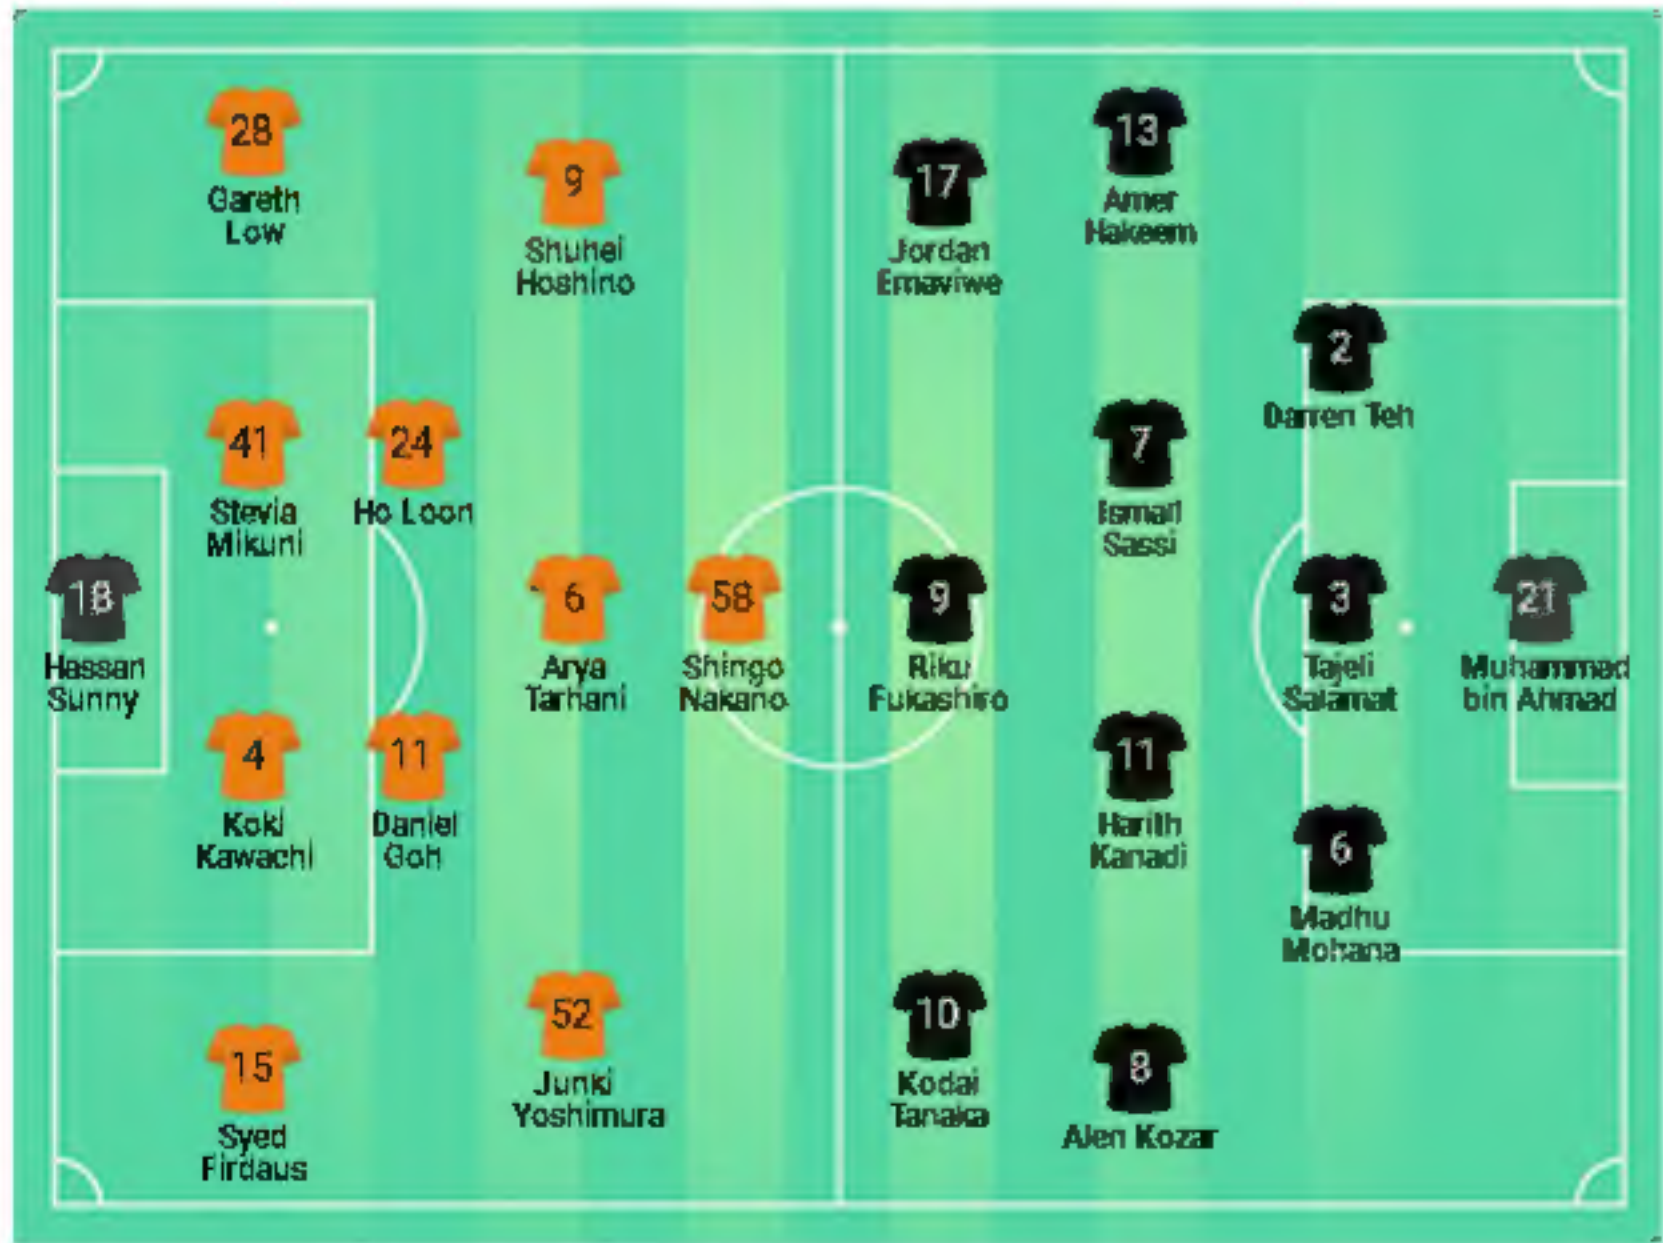 28
Gareth
Low
9
Shuhei
Hoshino
17
Jordan
Emaviwe
13
Amer
Hakeem
2
Darren Teh
41
Stevia
Mikuni
24
Ho Loon
7
Ismail
Sassi
18
Hassan
Sunny
6
Arya
Tarhani
58
Shingo
Nakano
9
Riku
Fukashiro
3
Tajeli
Salamat
21
Muhammad
bin Ahmad
4
Koki
Kawachi
11
Daniel
Goh
11
Harith
Kanadi
6
Madhu
Mohana
15
Syed
Firdaus
52
Junki
Yoshimura
10
Kodai
Tanaka
8
Alen Kozar